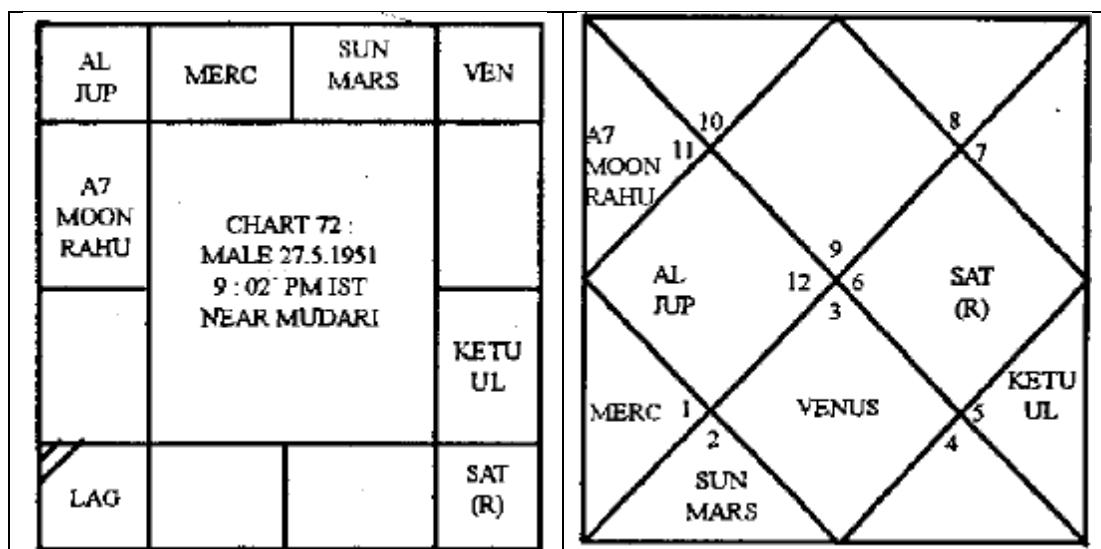 AL
JUP
MERC
SUN
MARS
VEN
A7
MOON
RAHU
CHART 72 :
MALE 27.5.1951
9 : 02 PM IST
NEAR MUDARI
KETU
UL
LAG
SAT
(R)
10
11
8
7
A7
MOON
RAHU
9
12
6
3
AL
JUP
SAT
(R)
MERC
1
2
VENUS
5
4
KETU
UL
SUN
MARS